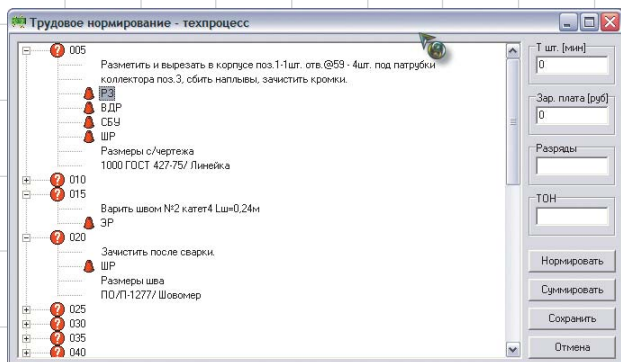 Трудовое нормирование - техпроцесс
005
Разметить и вырезать в корпусе поз.1-1шт. отв.@59 - 4шт. под патрубки
коллектора поз.3, сбить наплывы, зачистить кромки.
РЗ
ВДР
СБУ
ШР
Размеры с/чертежа
1000 ГОСТ 427-75/ Линейка
010
015
Варить швом №2 катет4 Lш=0,24м
ЭР
020
Зачистить после сварки.
ШР
Размеры шва
ПО/П-1277/ Шовомер
025
030
035
040
Т шт. [мин]
0
Зар. плата [руб]
0
Разряды
ТОН
Нормировать
Суммировать
Сохранить
Отмена